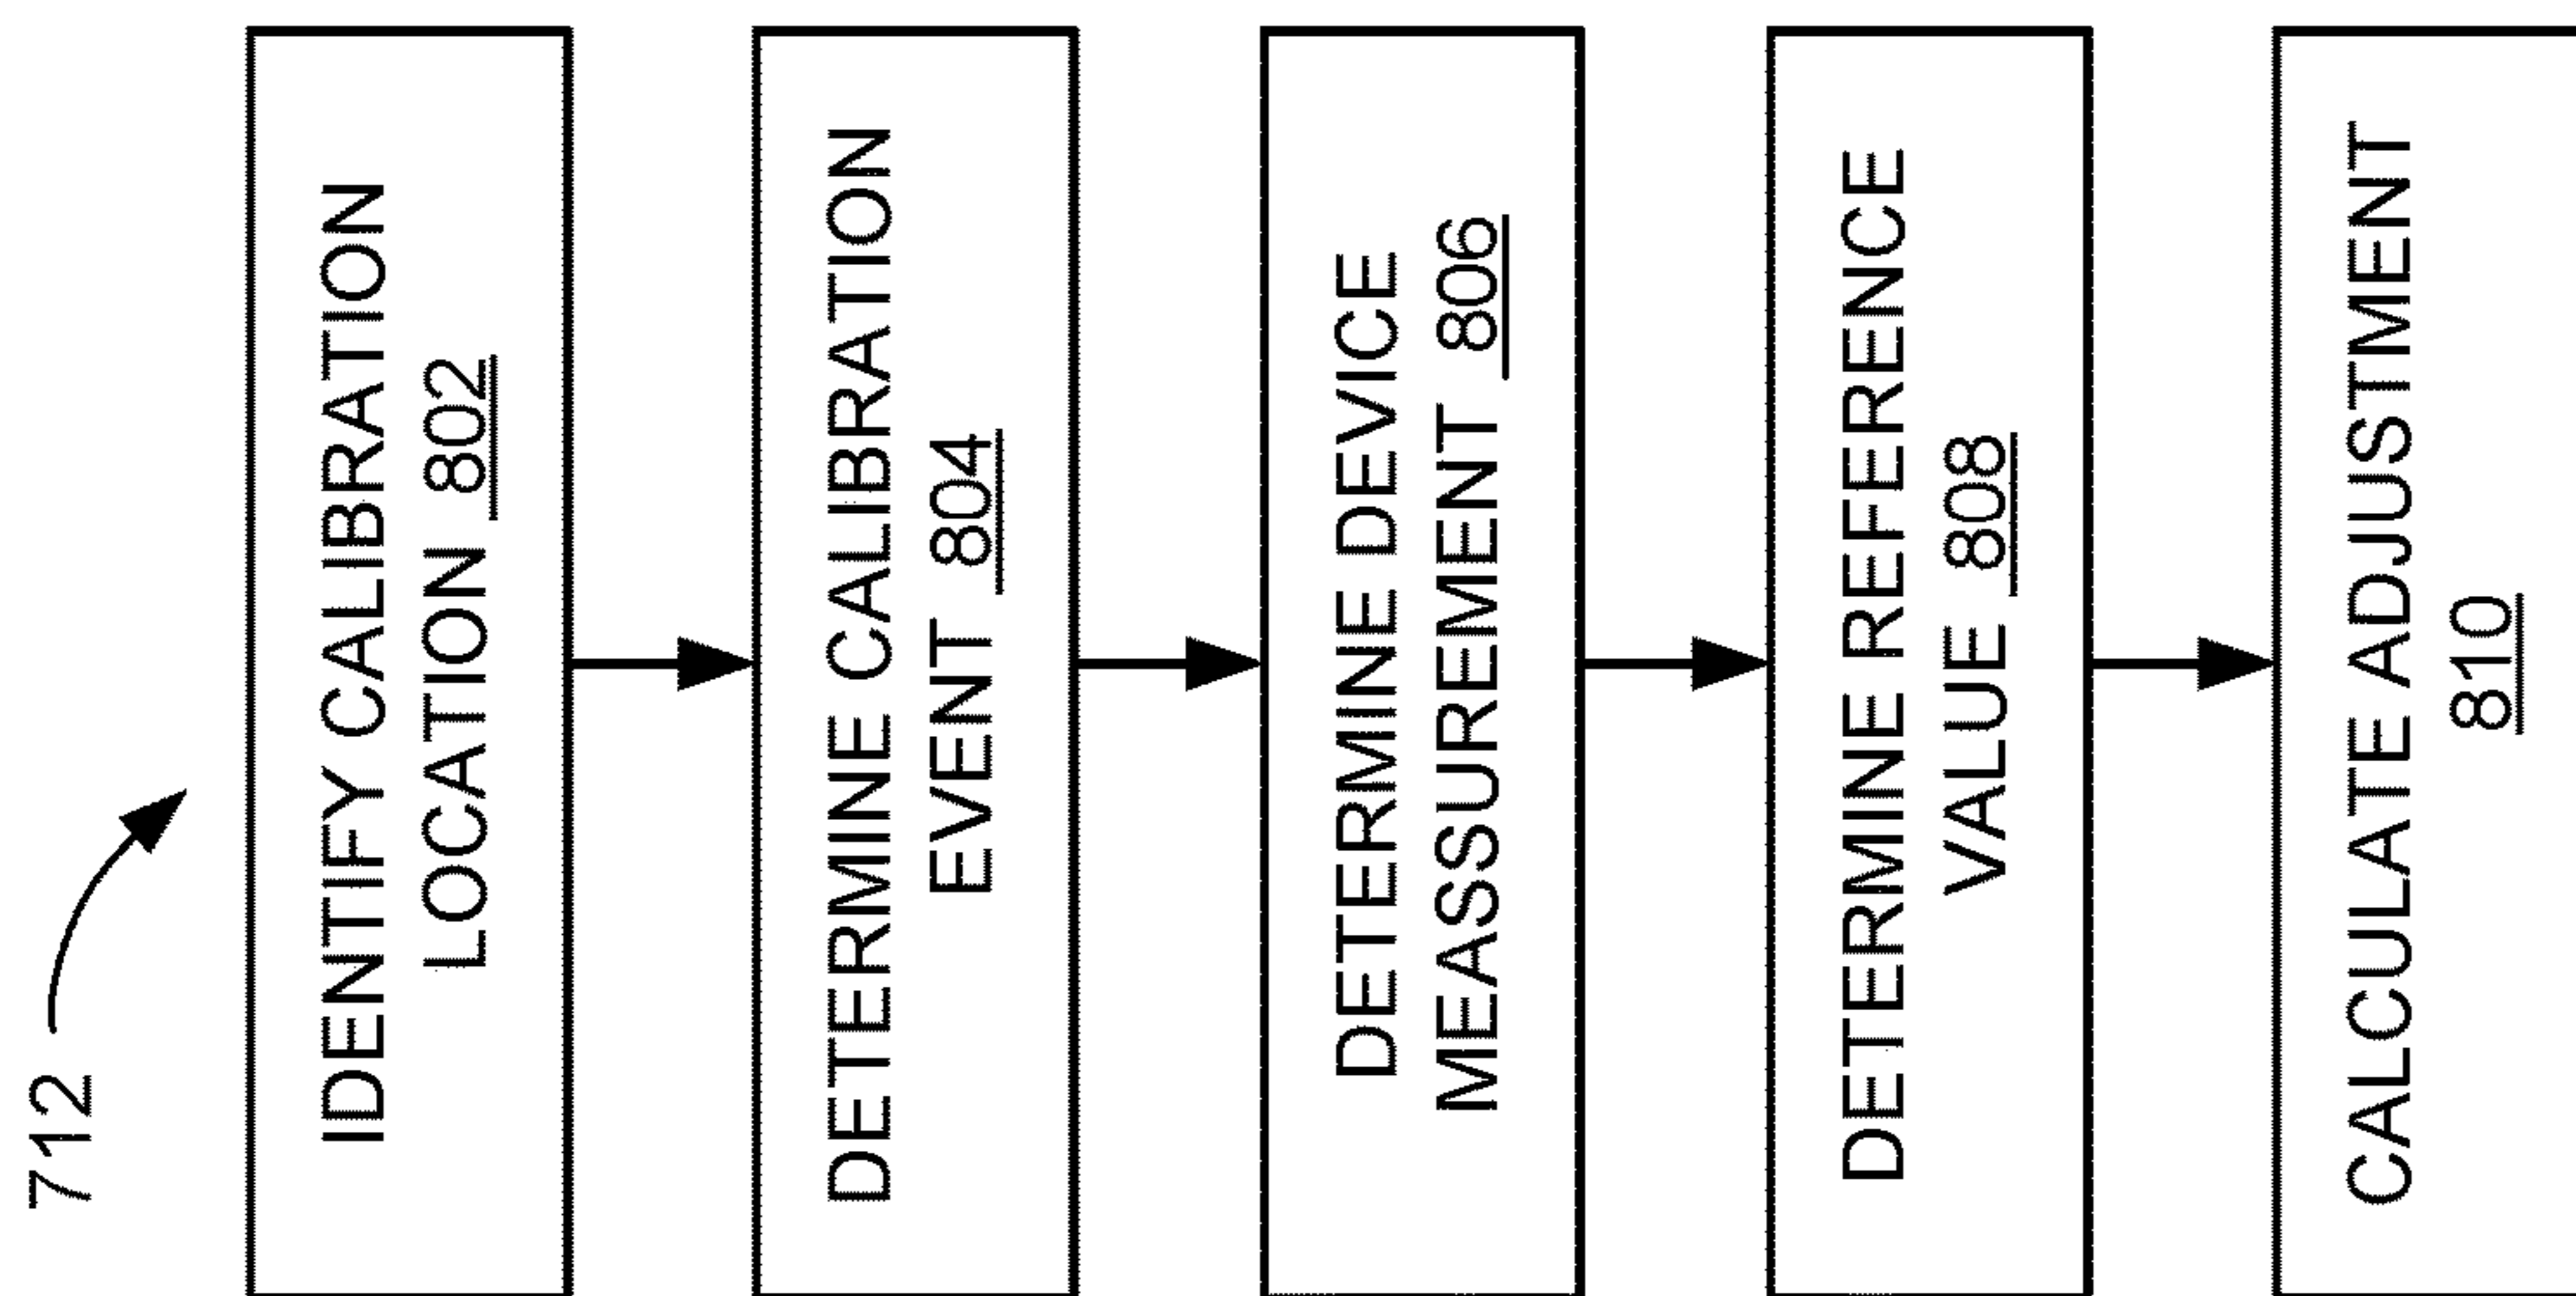 712
IDENTIFY CALIBRATION
LOCATION 802
DETERMINE CALIBRATION
EVENT 804
DETERMINE DEVICE
MEASSUREMENT 806
DETERMINE REFERENCE
VALUE 808
CALCULATE ADJUSTMENT
810